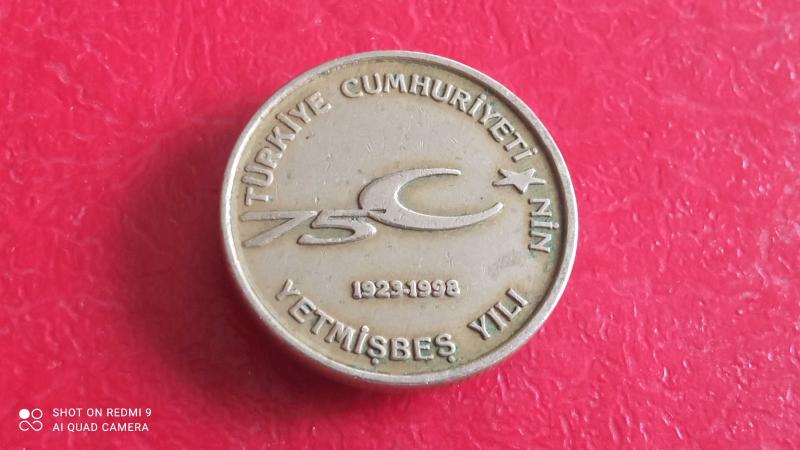 TÜRKİYE CUMHURİYETİ NİN
75
1923-1998
YETMİŞBEŞ YILI
SHOT ON REDMI 9
AI QUAD CAMERA